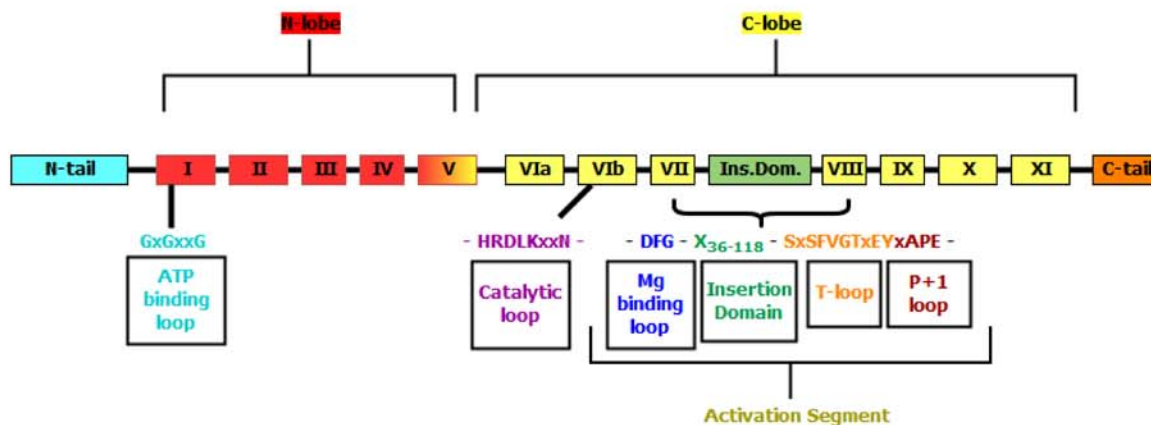 N-lobe C-lobe
N-tail I II III IV V VIa VIb VII Ins.Dom. VIII IX X XI C-tail
GxGxxG - HRDLKxxN - - DFG - X36-118 - SxSFVGTxEYxAPE -
ATP
binding
loop
Catalytic
loop
Mg
binding
loop
Insertion
Domain
T-loop
P+1
loop
Activation Segment